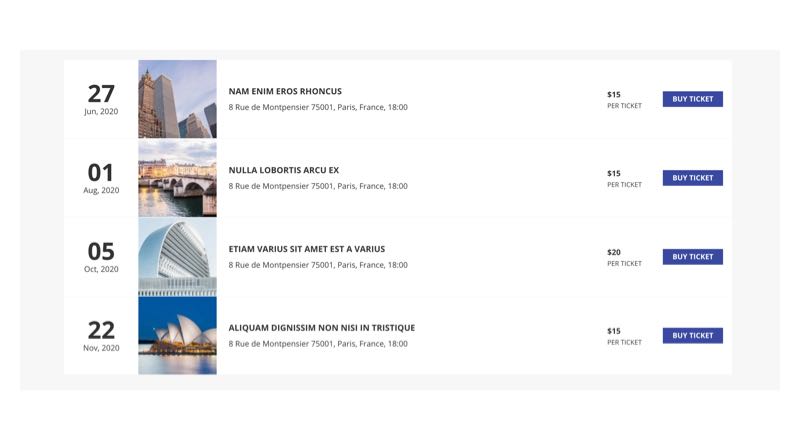 27
Jun, 2020
NAM ENIM EROS RHONCUS
8 Rue de Montpensier 75001, Paris, France, 18:00
$15
PER TICKET
BUY TICKET
01
Aug, 2020
NULLA LOBORTIS ARCU EX
8 Rue de Montpensier 75001, Paris, France, 18:00
$15
PER TICKET
BUY TICKET
05
Oct, 2020
ETIAM VARIUS SIT AMET EST A VARIUS
8 Rue de Montpensier 75001, Paris, France, 18:00
$20
PER TICKET
BUY TICKET
22
Nov, 2020
ALIQUAM DIGNISSIM NON NISI IN TRISTIQUE
8 Rue de Montpensier 75001, Paris, France, 18:00
$15
PER TICKET
BUY TICKET